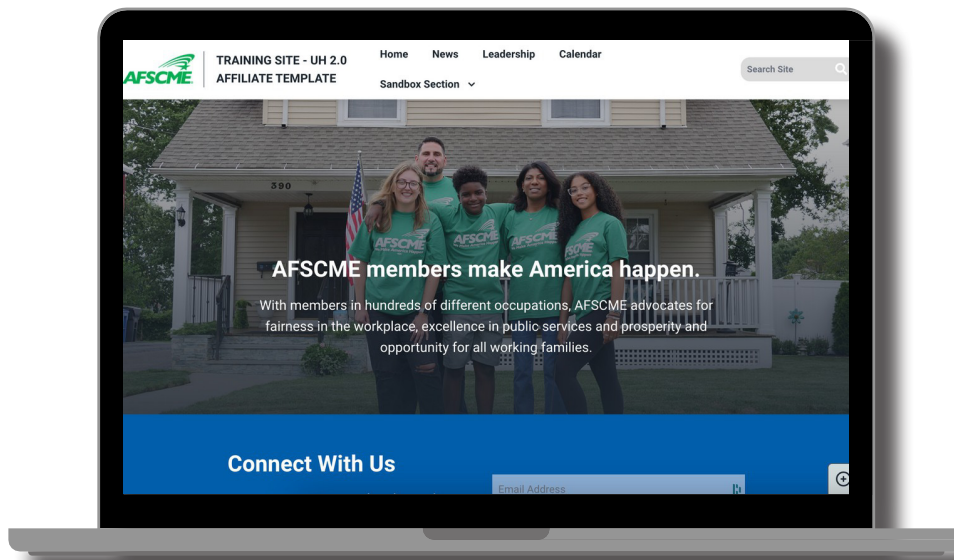 AFSCME
TRAINING SITE - UH 2.0
AFFILIATE TEMPLATE
Home News Leadership Calendar
Sandbox Section
Search Site
390
AFSCME AFSCME AFSCME AFSCME
AFSCME members make America happen.
With members in hundreds of different occupations, AFSCME advocates for
fairness in the workplace, excellence in public services and prosperity and
opportunity for all working families.
Connect With Us
Email Address